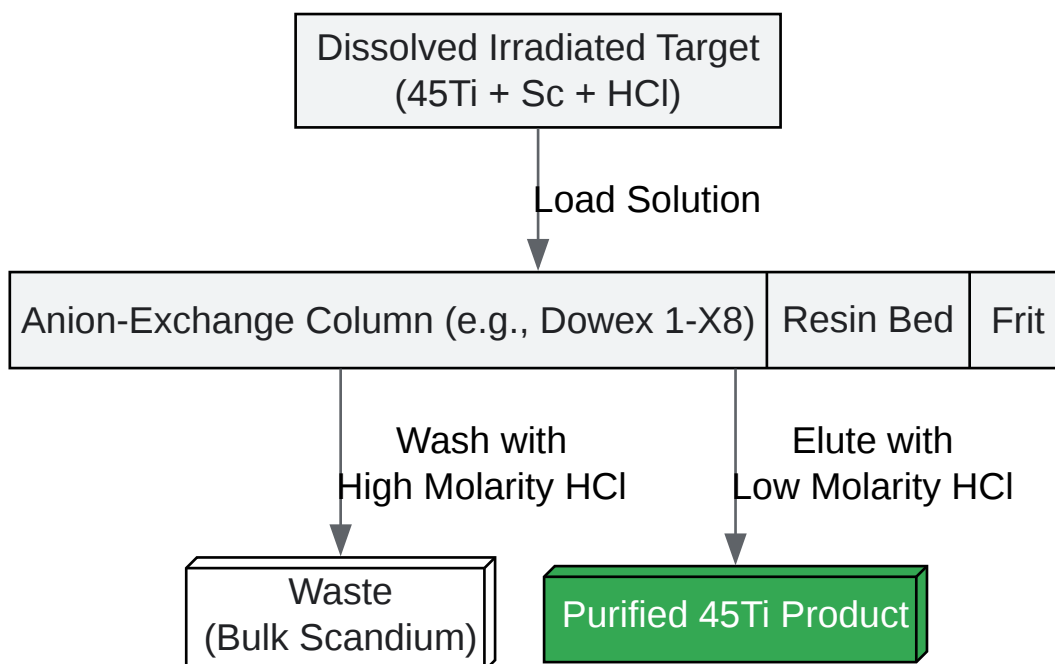 Dissolved Irradiated Target
(45Ti + Sc + HCl)
Load Solution
Anion-Exchange Column (e.g., Dowex 1-X8)
Resin Bed
Frit
Wash with
High Molarity HCl
Elute with
Low Molarity HCl
Waste
(Bulk Scandium)
Purified 45Ti Product